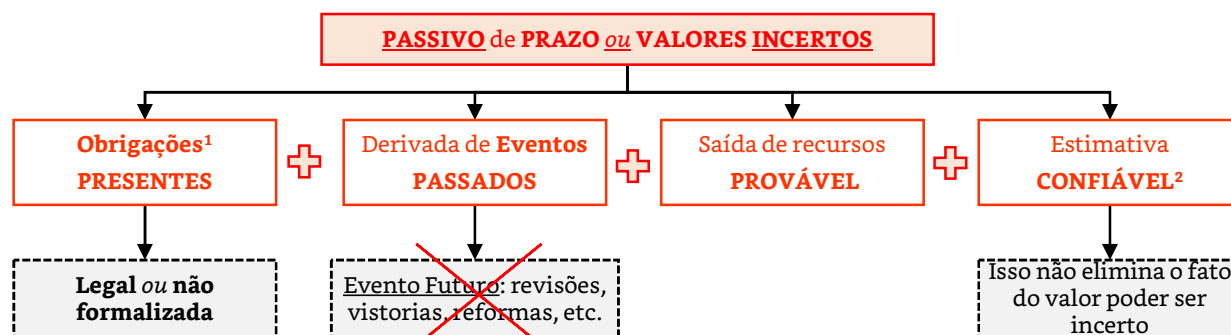 PASSIVO de PRAZO ou VALORES INCERTOS
Obrigações¹
PRESENTES
Derivada de Eventos
PASSADOS
Saída de recursos
PROVÁVEL
Estimativa
CONFIÁVEL²
Legal ou não
formalizada
Evento Futuro: revisões,
vistorias, reformas, etc.
Isso não elimina o fato
do valor poder ser
incerto